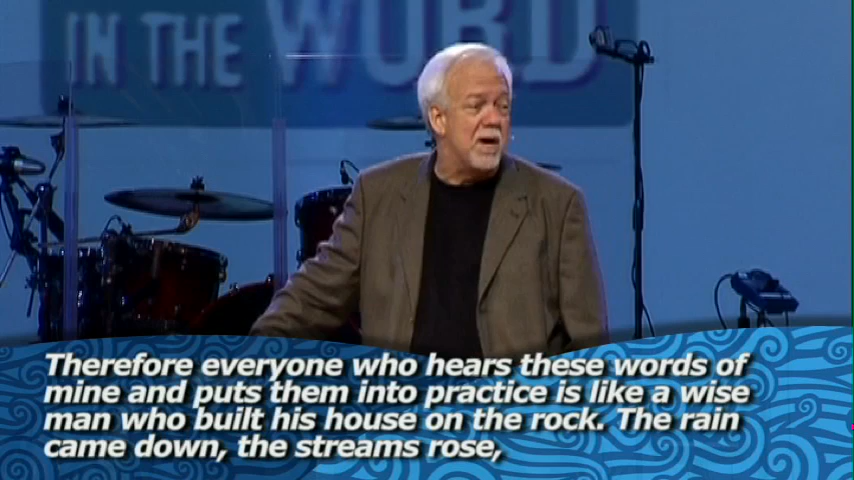 IN THE WORD
Therefore everyone who hears these words of
mine and puts them into practice is like a wise
man who built his house on the rock. The rain
came down, the streams rose,